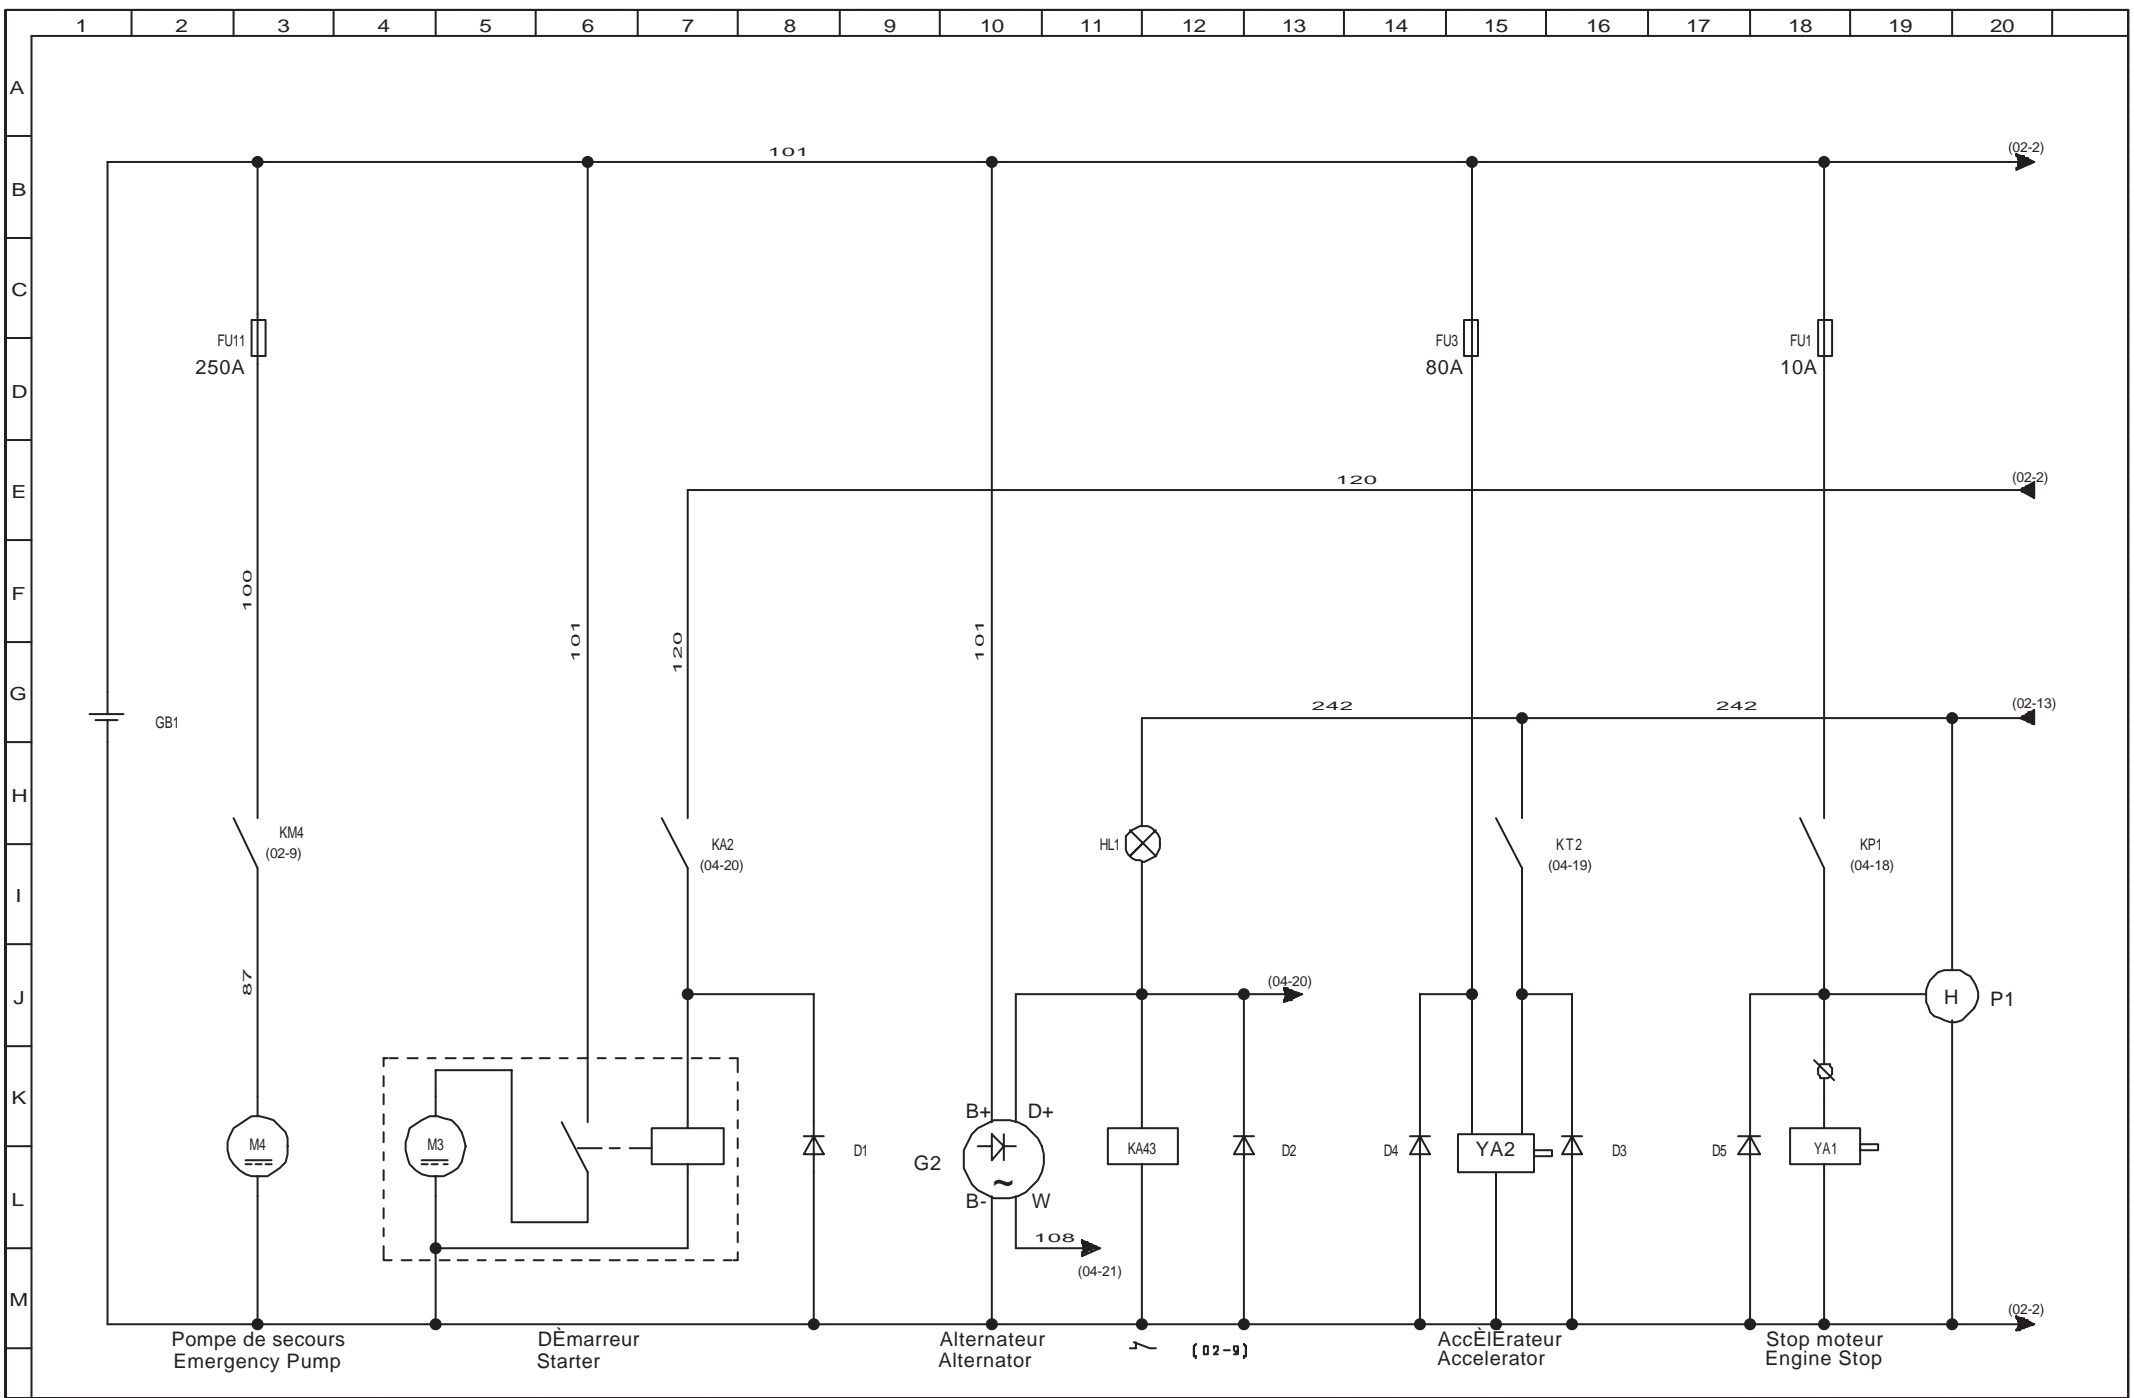 1 2 3 4 5 6 7 8 9 10 11 12 13 14 15 16 17 18 19 20
A
101
(02-2)
B
C
FU11
250A
FU3
80A
FU1
10A
D
120
(02-2)
E
100
F
101
120
101
G
GB1
242
242
(02-13)
H
KM4
(02-9)
KA2
(04-20)
HL1
KT2
(04-19)
KP1
(04-18)
I
87
(04-20)
J
H
P1
K
B+
D+
M4
M3
D1
G2
~
KA43
D2
D4
YA2
D3
D5
YA1
L
B-
W
108
(04-21)
M
(02-2)
Pompe de secours
Emergency Pump
DÈmarreur
Starter
Alternateur
Alternator
(02-9)
AccÈlÈrateur
Accelerator
Stop moteur
Engine Stop